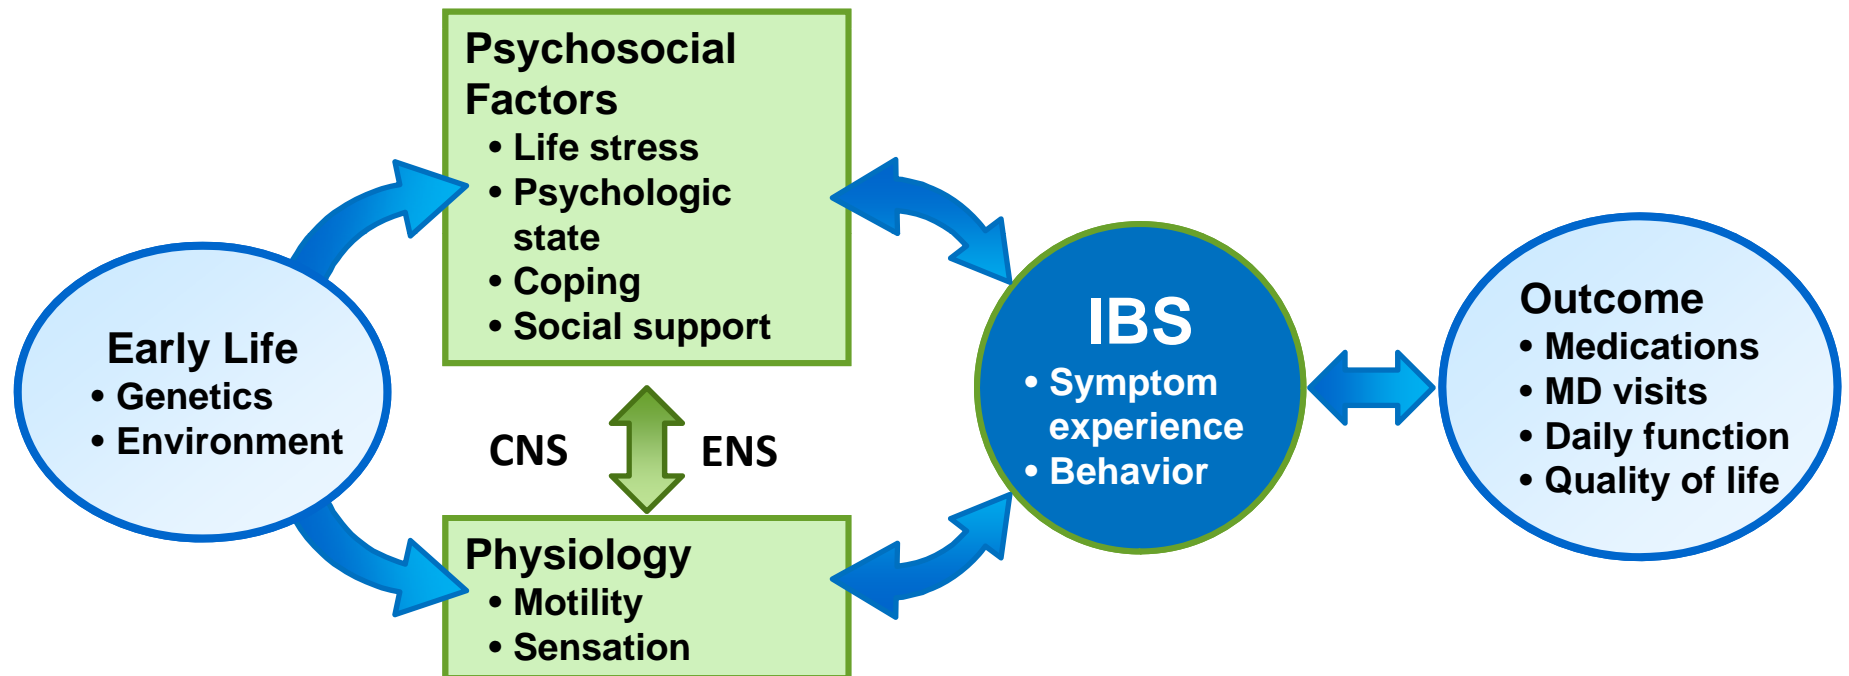 Early Life
• Genetics
• Environment
Psychosocial
Factors
• Life stress
• Psychologic
state
• Coping
• Social support
CNS
ENS
Physiology
• Motility
• Sensation
IBS
• Symptom
experience
• Behavior
Outcome
• Medications
• MD visits
• Daily function
• Quality of life